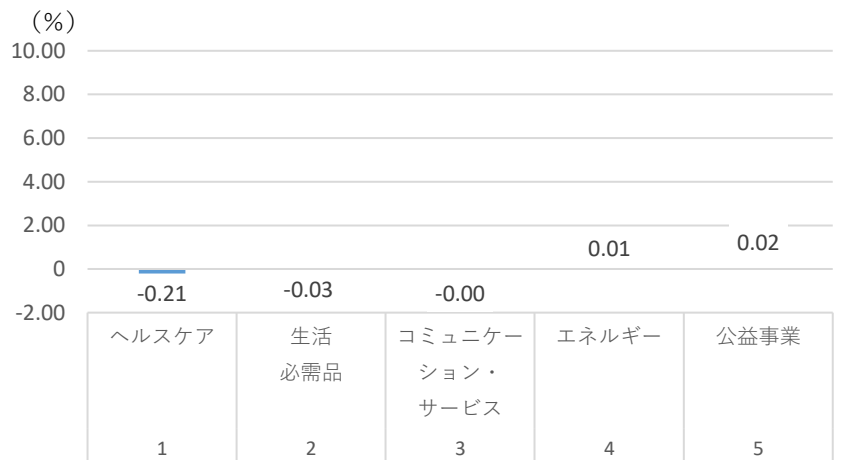 （%）
10.00
8.00
6.00
4.00
2.00
0
-2.00
-0.21
-0.03
-0.00
0.01
0.02
ヘルスケア
生活
必需品
コミュニケー
ション・
サービス
エネルギー
公益事業
1
2
3
4
5